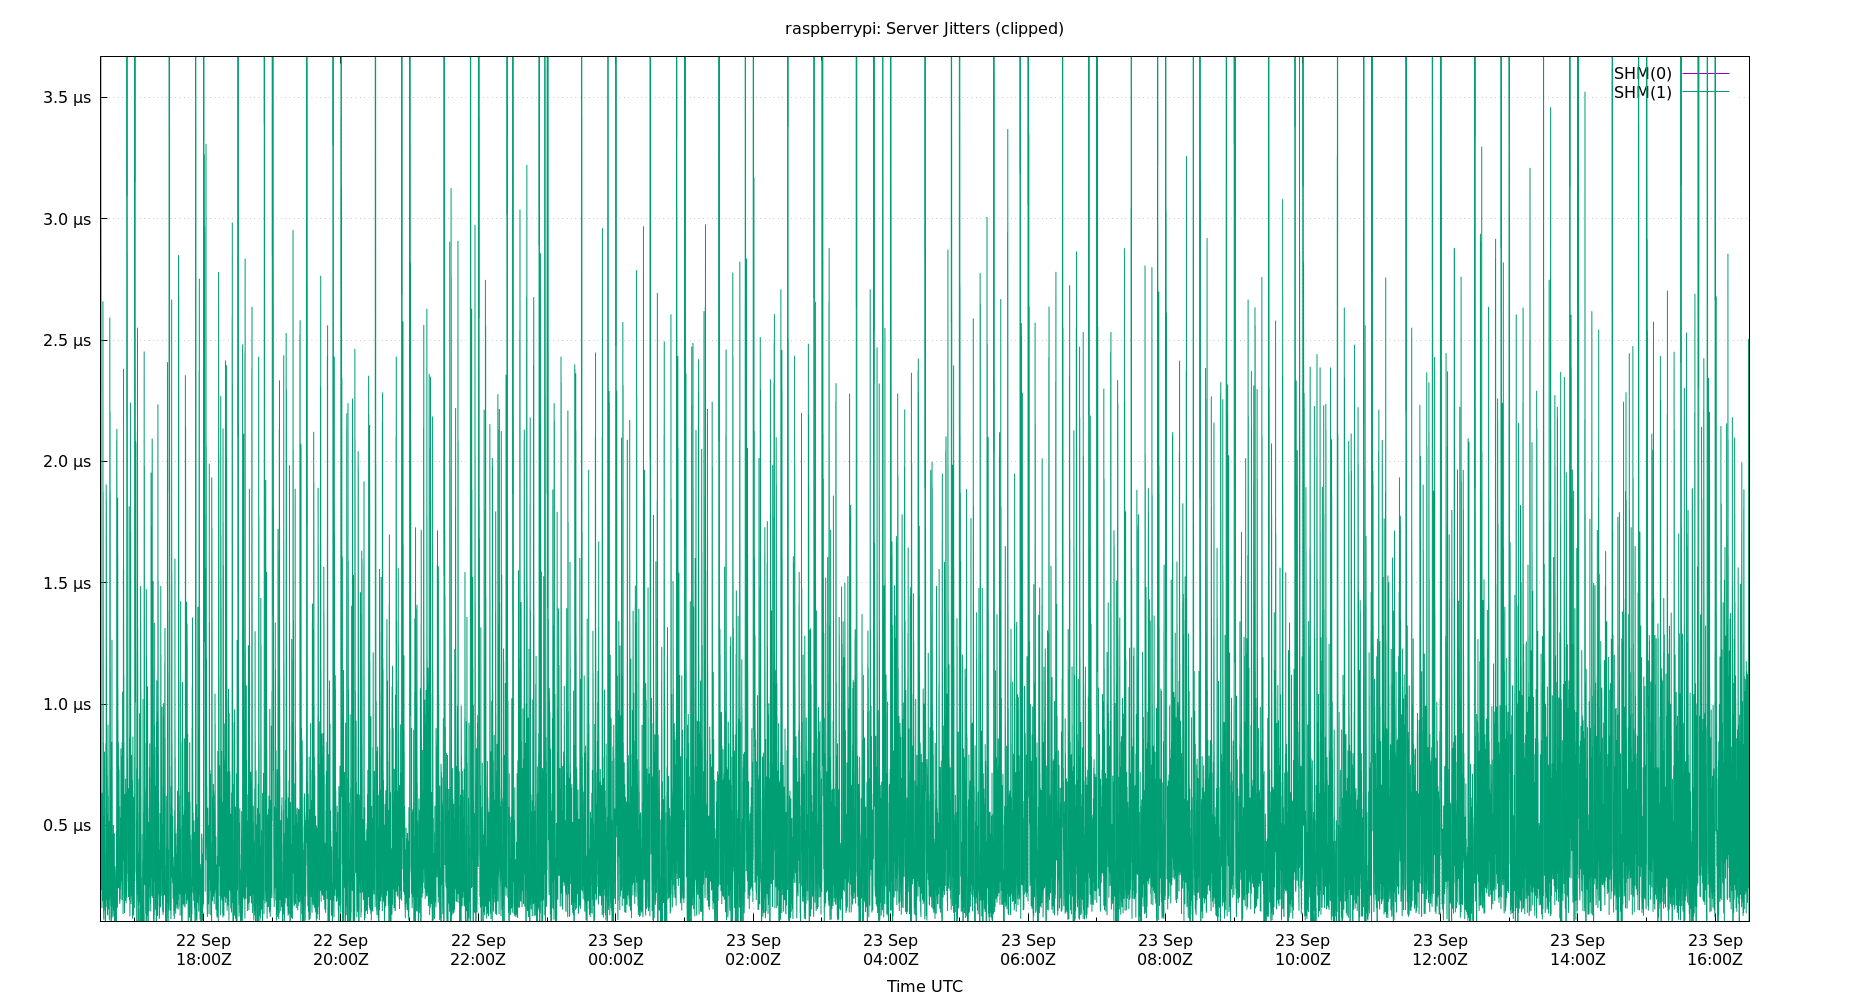 raspberrypi: Server Jitters (clipped)
SHM(0)
SHM(1)
3.5 µs
3.0 µs
2.5 µs
2.0 µs
1.5 µs
1.0 µs
0.5 µs
22 Sep 22 Sep 22 Sep 23 Sep 23 Sep 23 Sep 23 Sep 23 Sep 23 Sep 23 Sep 23 Sep 23 Sep
18:00Z 20:00Z 22:00Z 00:00Z 02:00Z 04:00Z 06:00Z 08:00Z 10:00Z 12:00Z 14:00Z 16:00Z
Time UTC